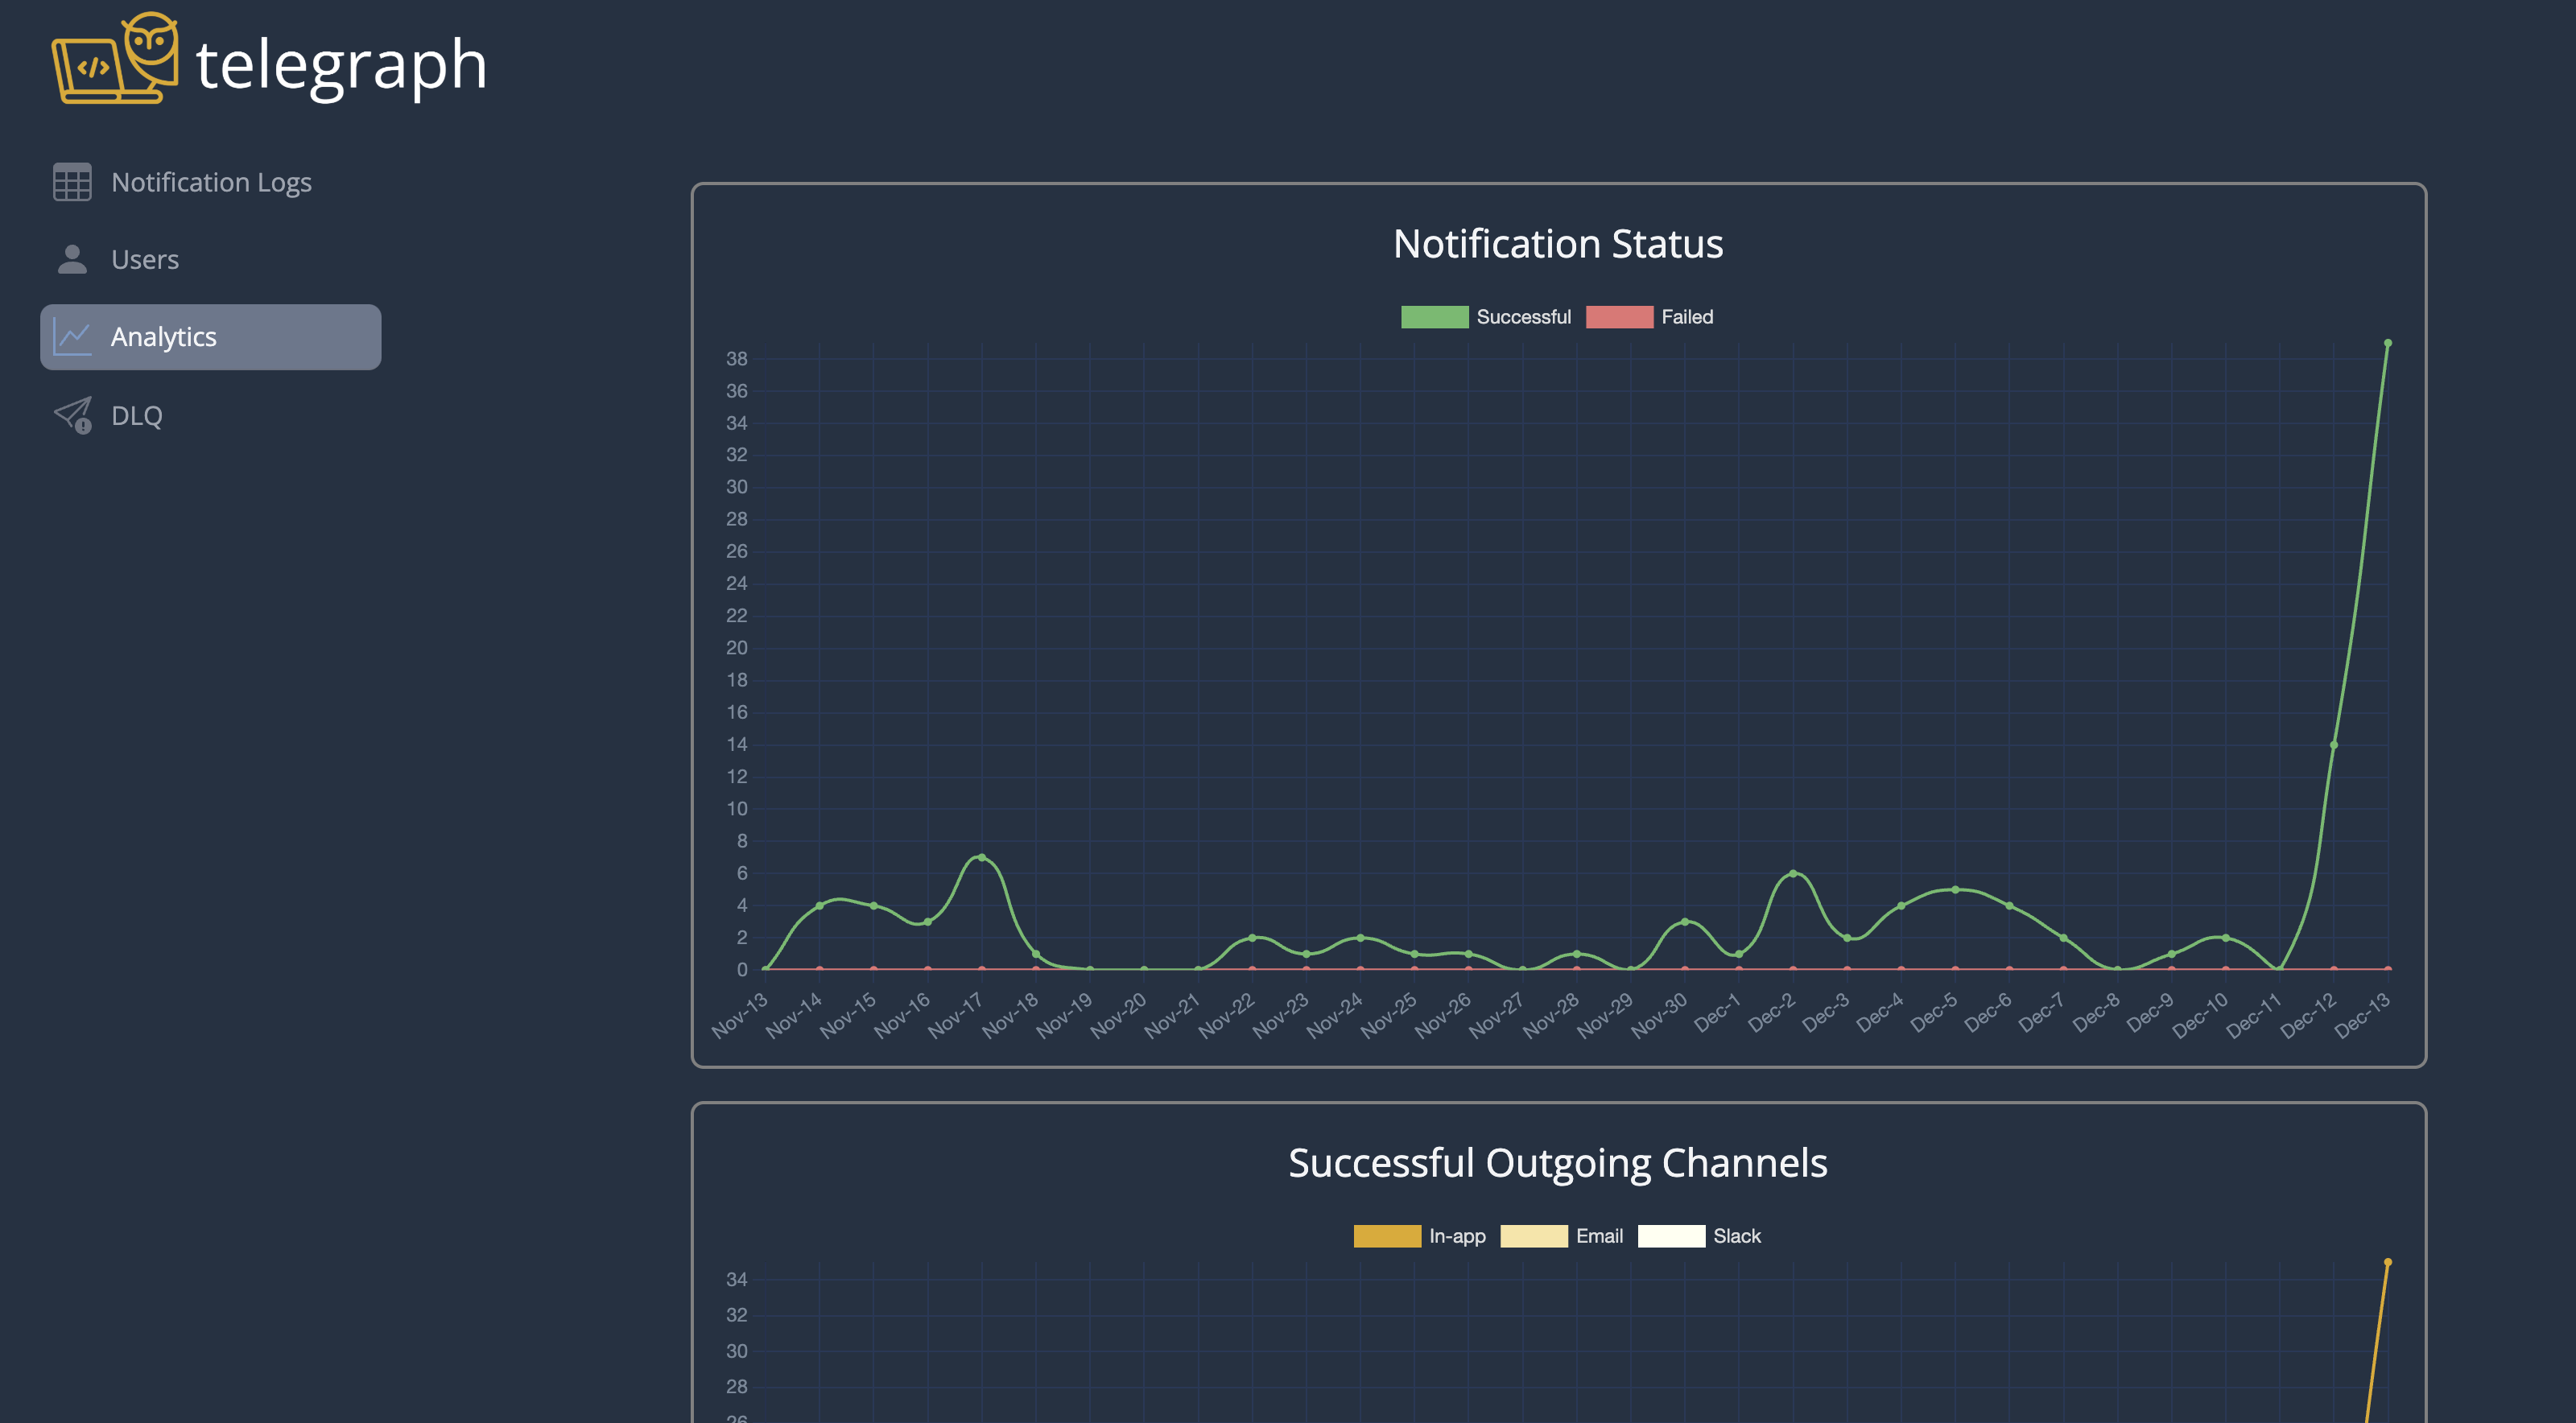 telegraph
Notification Logs
Users
Analytics
DLQ
Notification Status
Successful Failed
38
36
34
32
30
28
26
24
22
20
18
16
14
12
10
8
6
4
2
0
Nov-13 Nov-14 Nov-15 Nov-16 Nov-17 Nov-18 Nov-19 Nov-20 Nov-21 Nov-22 Nov-23 Nov-24 Nov-25 Nov-26 Nov-27 Nov-28 Nov-29 Nov-30 Dec-1 Dec-2 Dec-3 Dec-4 Dec-5 Dec-6 Dec-7 Dec-8 Dec-9 Dec-10 Dec-11 Dec-12 Dec-13
Successful Outgoing Channels
In-app Email Slack
34
32
30
28
26